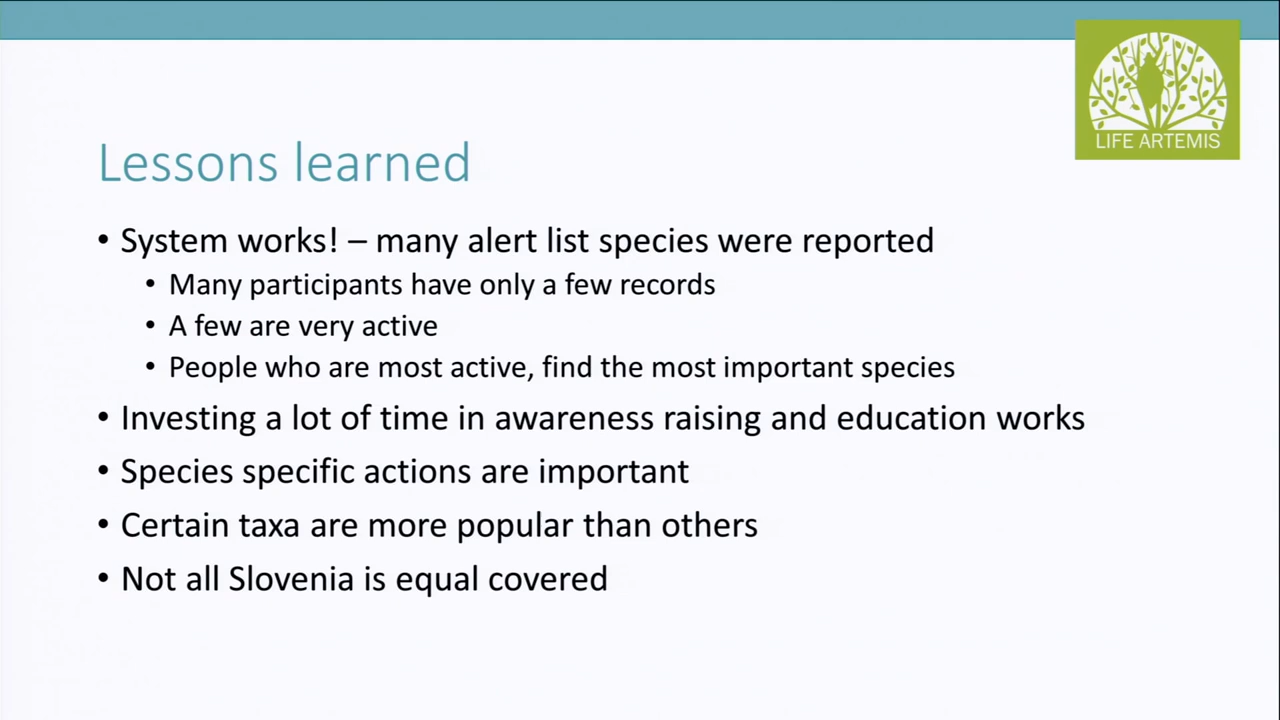 LIFE ARTEMIS
Lessons learned
• System works! – many alert list species were reported
• Many participants have only a few records
• A few are very active
• People who are most active, find the most important species
• Investing a lot of time in awareness raising and education works
• Species specific actions are important
• Certain taxa are more popular than others
• Not all Slovenia is equal covered